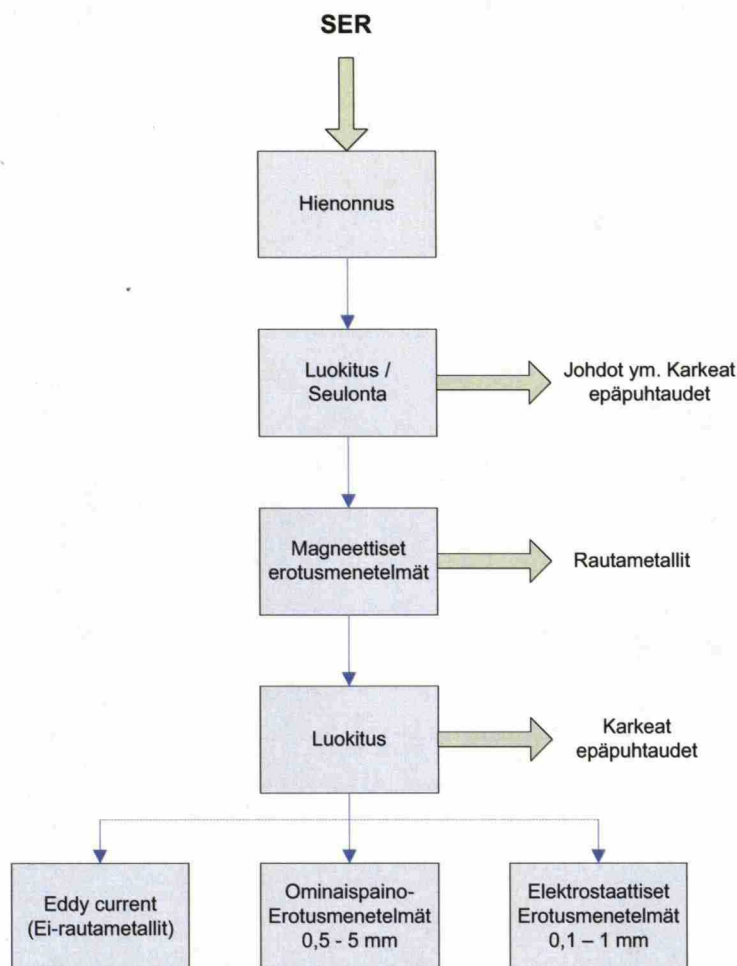 SER
Hienonnus
Luokitus /
Seulonta
Johdot ym. Karkeat
epäpuhtaudet
Magneettiset
erotusmenetelmät
Rautametallit
Luokitus
Karkeat
epäpuhtaudet
Eddy current
(Ei-rautametallit)
Ominaispaino-
Erotusmenetelmät
0,5 - 5 mm
Elektrostaattiset
Erotusmenetelmät
0,1 – 1 mm